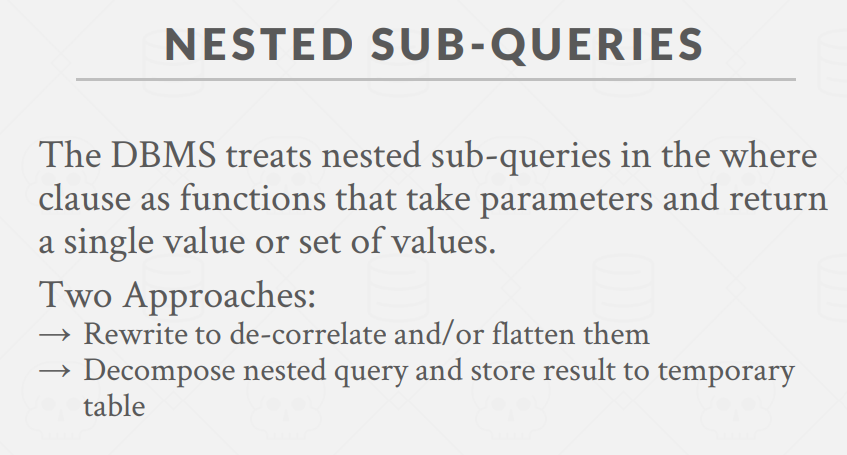 NESTED SUB-QUERIES
The DBMS treats nested sub-queries in the where
clause as functions that take parameters and return
a single value or set of values.
Two Approaches:
→ Rewrite to de-correlate and/or flatten them
→ Decompose nested query and store result to temporary
table